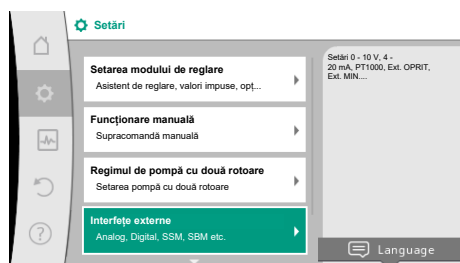 Setări
Setarea modului de reglare
Asistent de reglare, valori impuse, opț...
Funcționare manuală
Supracomandă manuală
Regimul de pompă cu două rotoare
Setarea pompă cu două rotoare
Interfețe externe
Analog, Digital, SSM, SBM etc.
Setări 0 - 10 V, 4 -
20 mA, PT1000, Ext. OPRIT,
Ext. MIN....
Language